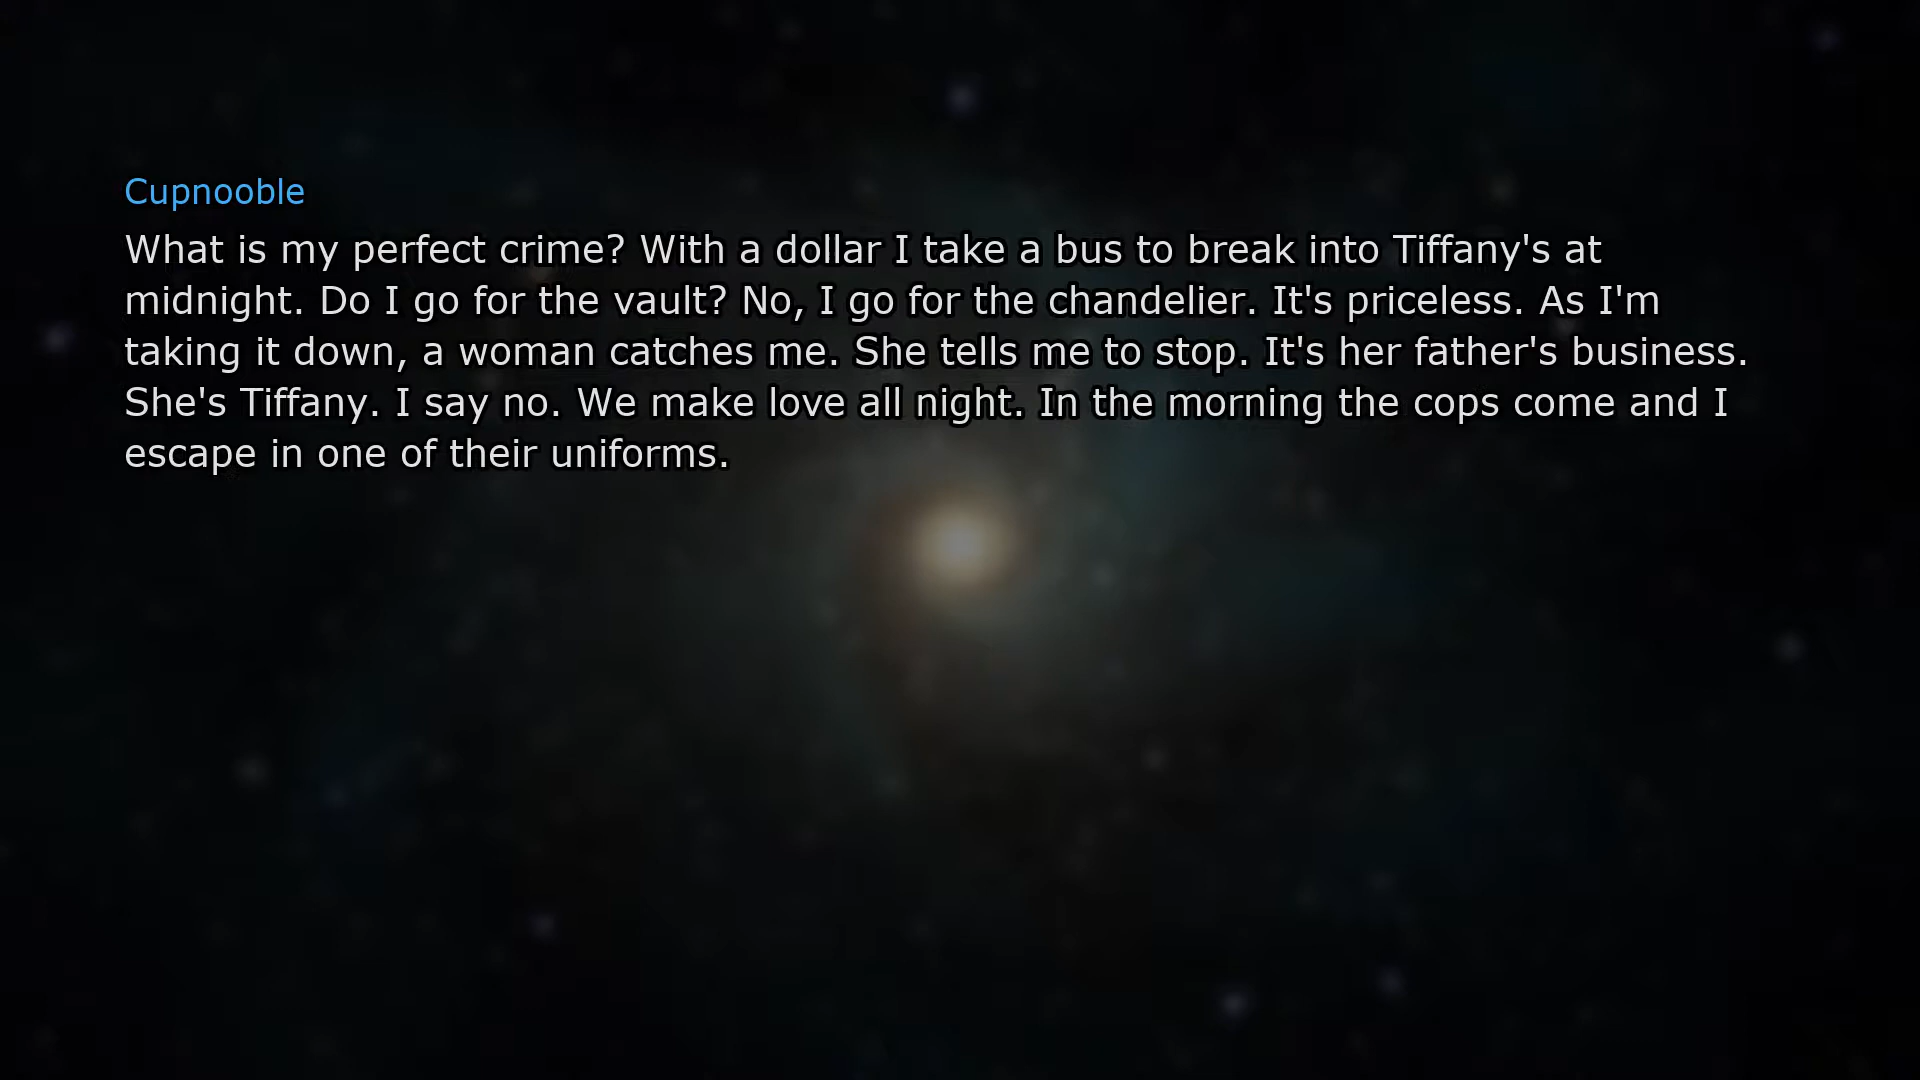 Cupnooble
What is my perfect crime? With a dollar I take a bus to break into Tiffany's at
midnight. Do I go for the vault? No, I go for the chandelier. It's priceless. As I'm
taking it down, a woman catches me. She tells me to stop. It's her father's business.
She's Tiffany. I say no. We make love all night. In the morning the cops come and I
escape in one of their uniforms.